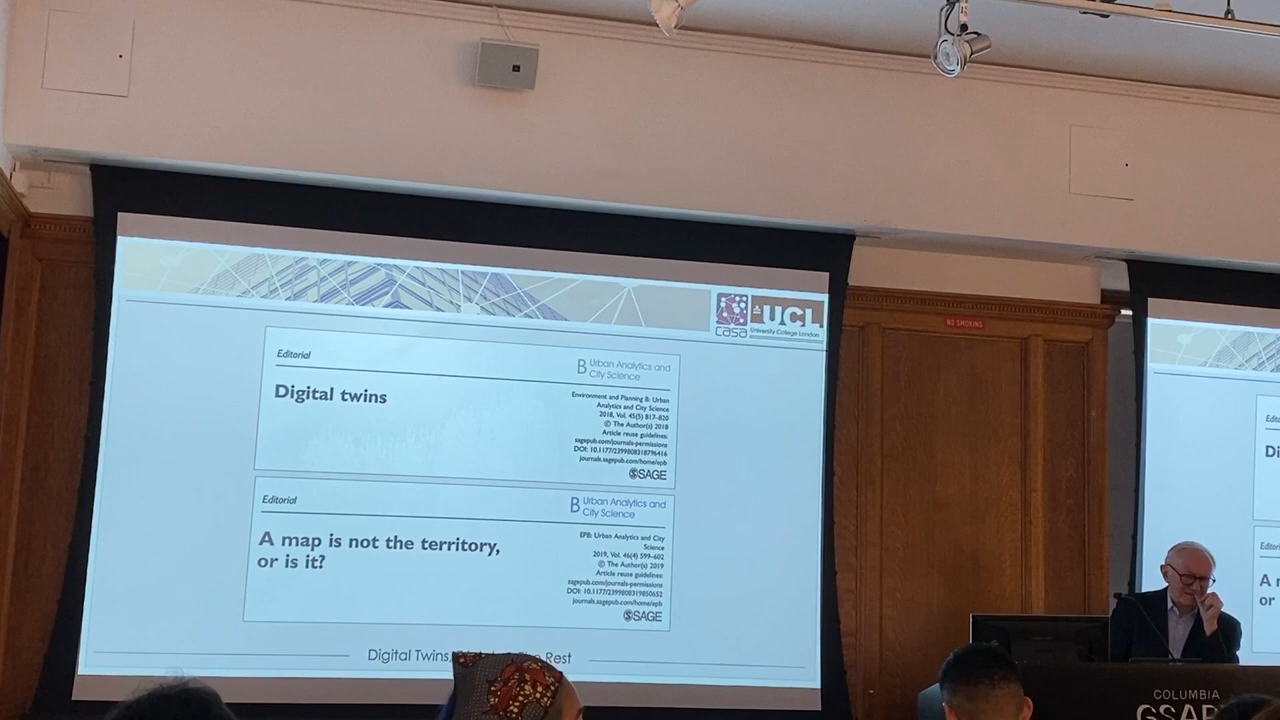 casa
UCL
University College London
Editorial
B Urban Analytics and
City Science
Digital twins
Environment and Planning B: Urban
Analytics and City Science
2018, Vol. 45(5) 817–820
© The Author(s) 2018
Article reuse guidelines:
sagepub.com/journals-permissions
DOI: 10.1177/2399808318796416
journals.sagepub.com/home/epb
SAGE
Editorial
B Urban Analytics and
City Science
A map is not the territory,
or is it?
EPB: Urban Analytics and City
Science
2019, Vol. 46(4) 599–602
© The Author(s) 2019
Article reuse guidelines:
sagepub.com/journals-permissions
DOI: 10.1177/2399808319850652
journals.sagepub.com/home/epb
SAGE
Digital Twins, Rest
NO SMOKING
Di
A
or
COLUMBIA